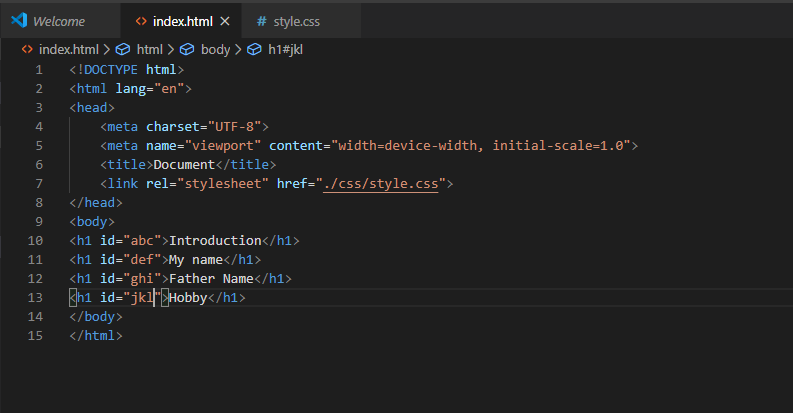 Welcome index.html style.css
index.html > html > body > h1#jkl
1 <!DOCTYPE html>
2 <html lang="en">
3 <head>
4     <meta charset="UTF-8">
5     <meta name="viewport" content="width=device-width, initial-scale=1.0">
6     <title>Document</title>
7     <link rel="stylesheet" href="./css/style.css">
8 </head>
9 <body>
10 <h1 id="abc">Introduction</h1>
11 <h1 id="def">My name</h1>
12 <h1 id="ghi">Father Name</h1>
13 <h1 id="jkl">Hobby</h1>
14 </body>
15 </html>